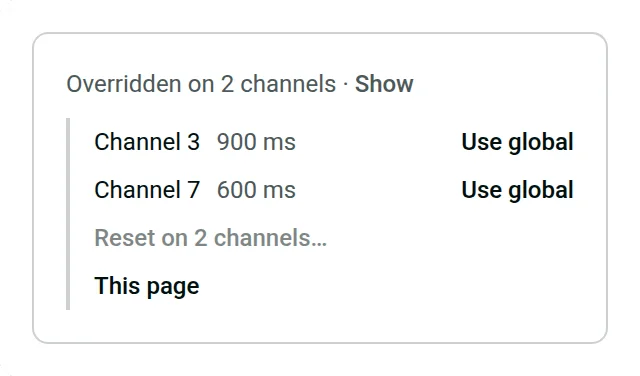 Overridden on 2 channels · Show
Channel 3 900 ms Use global
Channel 7 600 ms Use global
Reset on 2 channels…
This page